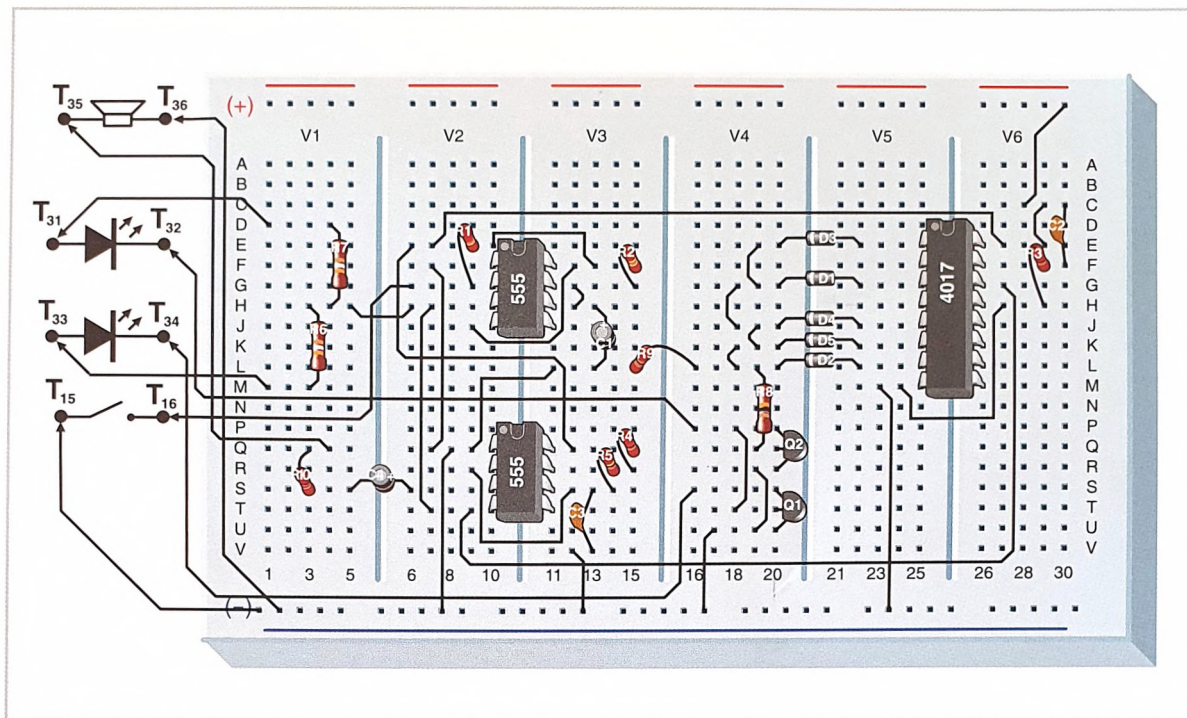 T35 T36
(+)
V1 V2 V3 V4 V5 V6
A A
B B
C C
T31 T32
D D
E E
F F
G G
H H
T33 T34
J J
K K
L L
M M
T15 T16
N N
P P
Q Q
R R
S S
T T
U U
V V
R7
R1
555
R2
D3
D1
D4
D5
D2
4017
R3
C2
R9
R8
Q2
Q1
R10
555
R5
R4
C3
1 3 5 6 8 10 11 13 15 16 18 20 21 23 25 26 28 30
(-)